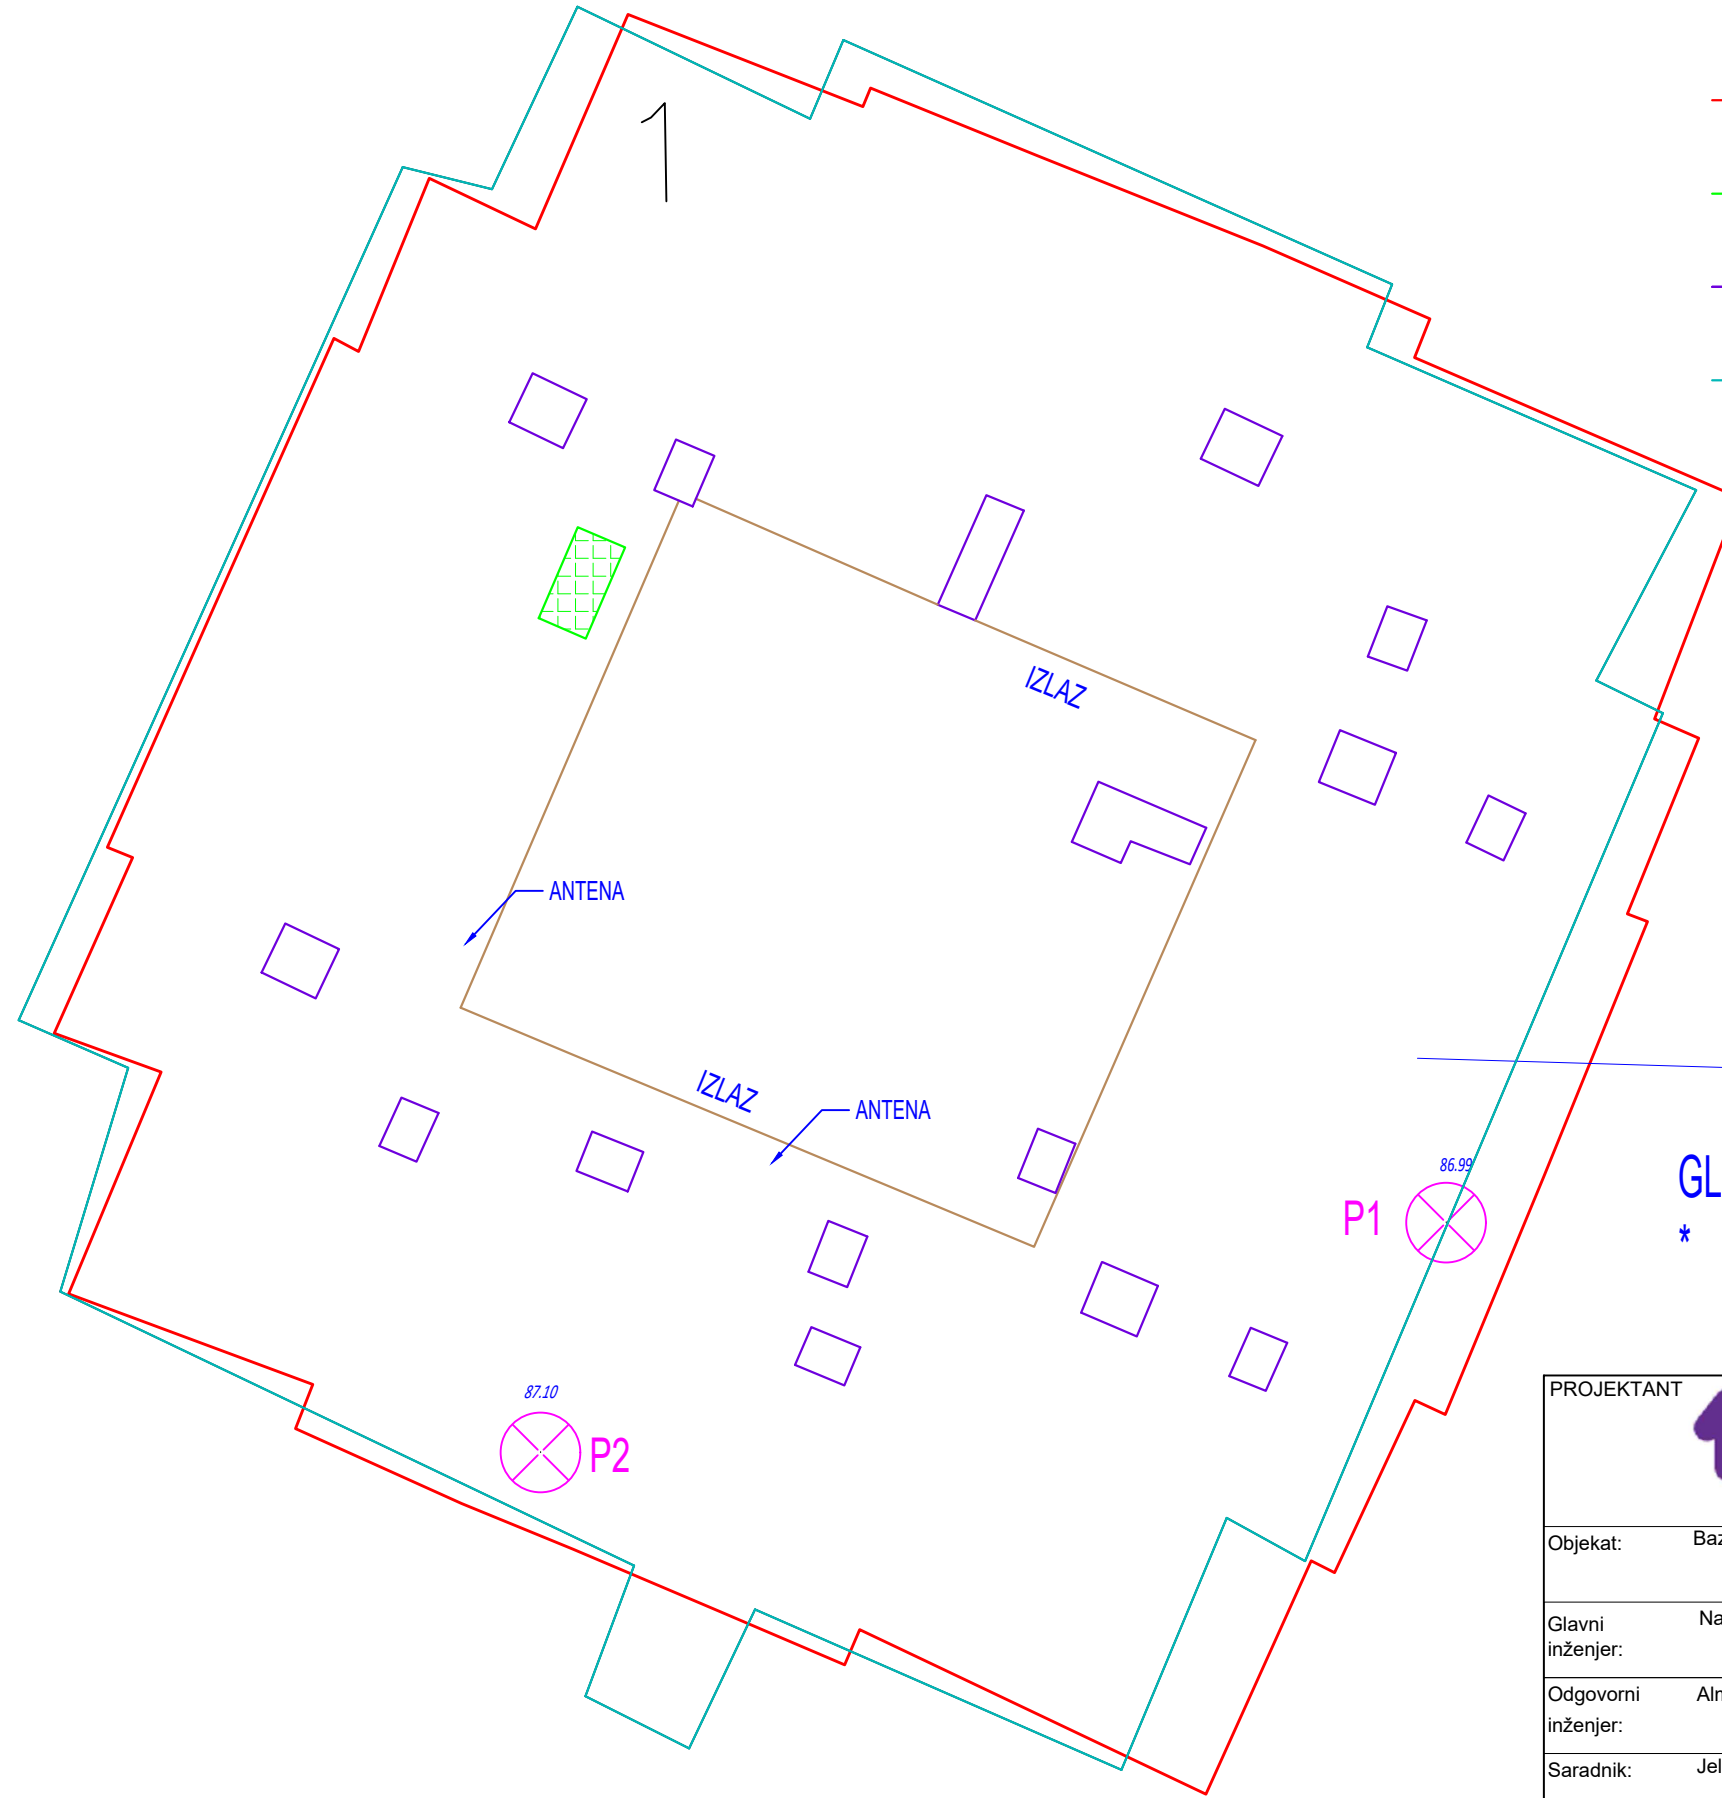 1
IZLAZ
ANTENA
IZLAZ
ANTENA
86.99
P1
GL
*
87.10
P2
PROJEKTANT
Objekat: Baz
Glavni Na
inženjer:
Odgovorni Alm
inženjer:
Saradnik: Jel